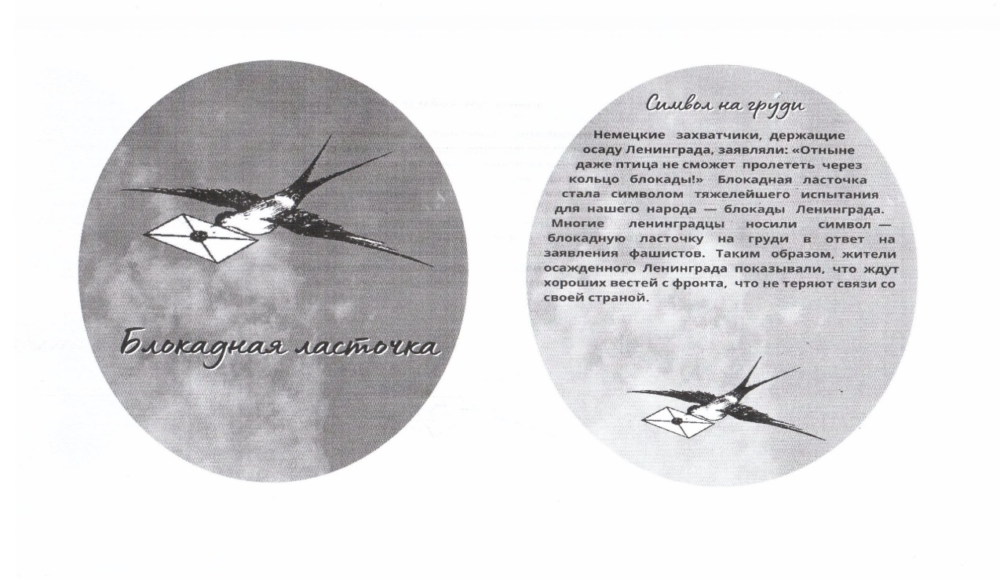 Блокадная ласточка
Символ на груди
Немецкие захватчики, держащие
осаду Ленинграда, заявляли: «Отныне
даже птица не сможет пролететь через
кольцо блокады!» Блокадная ласточка
стала символом тяжелейшего испытания
для нашего народа — блокады Ленинграда.
Многие ленинградцы носили символ —
блокадную ласточку на груди в ответ на
заявления фашистов. Таким образом, жители
осажденного Ленинграда показывали, что ждут
хороших вестей с фронта, что не теряют связи со
своей страной.